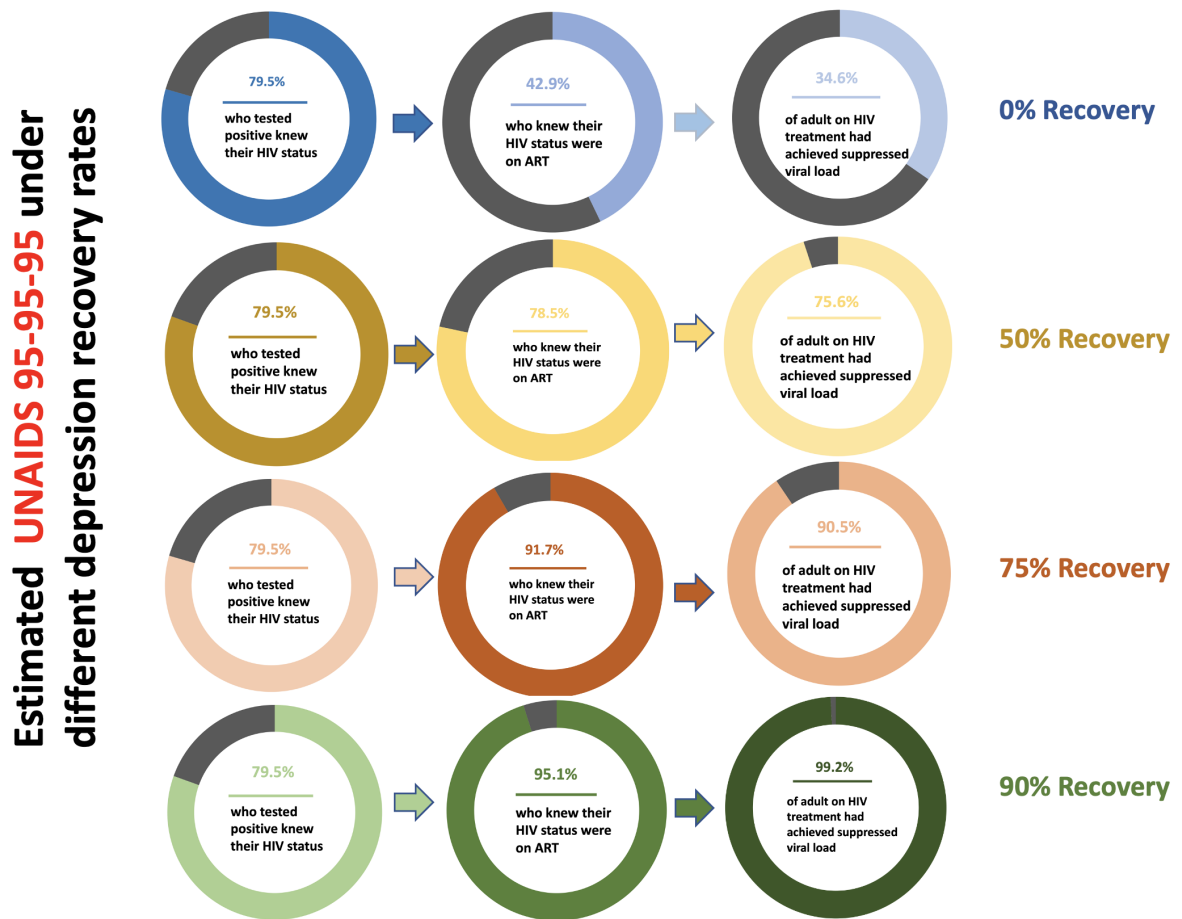 Estimated UNAIDS 95-95-95 under
different depression recovery rates
79.5%
who tested
positive knew
their HIV status
42.9%
who knew their
HIV status were
on ART
34.6%
of adult on HIV
treatment had
achieved suppressed
viral load
0% Recovery
79.5%
who tested
positive knew
their HIV status
78.5%
who knew their
HIV status were
on ART
75.6%
of adult on HIV
treatment had
achieved suppressed
viral load
50% Recovery
79.5%
who tested
positive knew
their HIV status
91.7%
who knew their
HIV status were
on ART
90.5%
of adult on HIV
treatment had
achieved suppressed
viral load
75% Recovery
79.5%
who tested
positive knew
their HIV status
95.1%
who knew their
HIV status were
on ART
99.2%
of adult on HIV
treatment had
achieved suppressed
viral load
90% Recovery